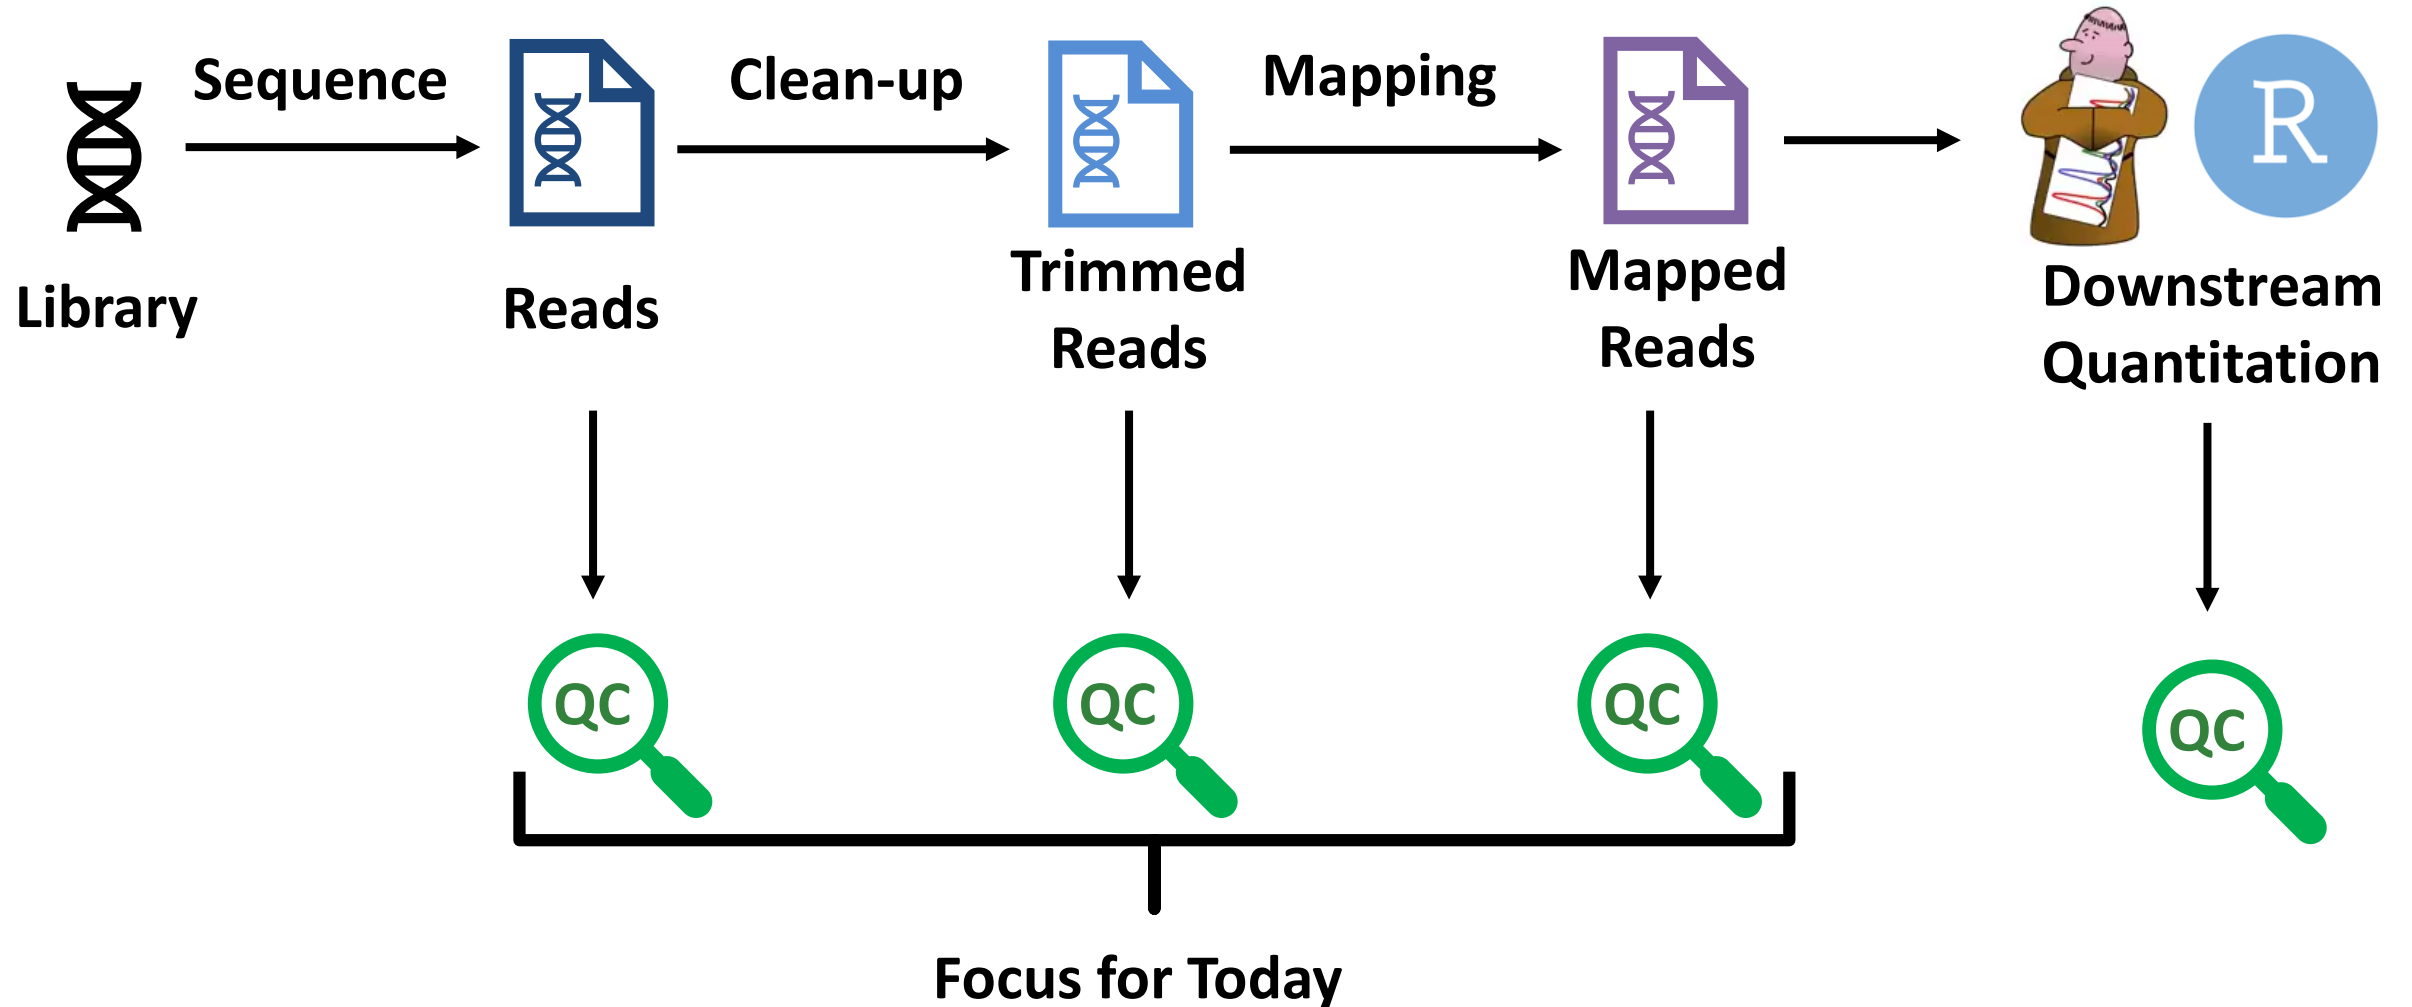 Sequence
Clean-up
Mapping
R
Library
Reads
Trimmed
Reads
Mapped
Reads
Downstream
Quantitation
QC
QC
QC
QC
Focus for Today